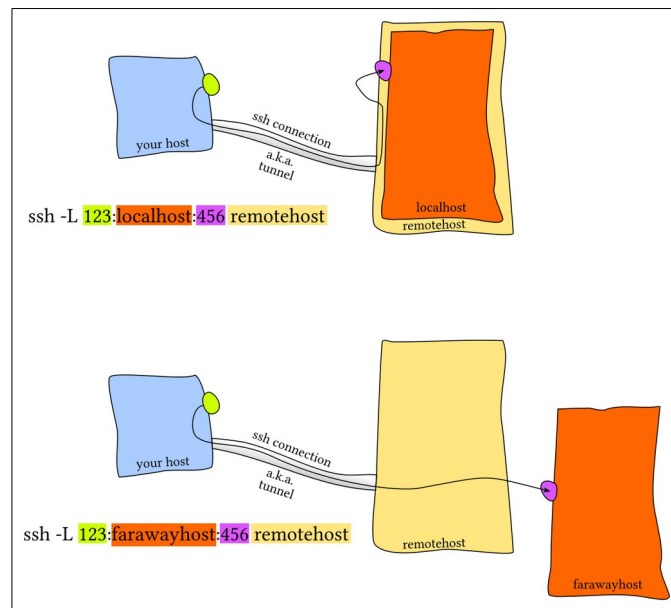 your host
ssh connection
a.k.a.
tunnel
localhost
remotehost
ssh -L 123:localhost:456 remotehost
your host
ssh connection
a.k.a.
tunnel
remotehost
ssh -L 123:farawayhost:456 remotehost
farawayhost